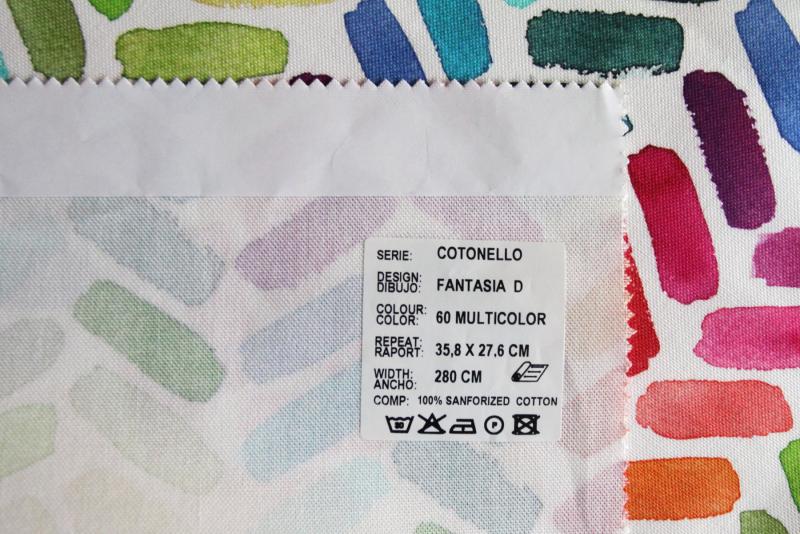 SERIE: COTONELLO
DESIGN:
DIBUJO: FANTASIA D
COLOUR:
COLOR: 60 MULTICOLOR
REPEAT:
RAPORT: 35,8 X 27,6 CM
WIDTH:
ANCHO: 280 CM
COMP: 100% SANFORIZED COTTON
P